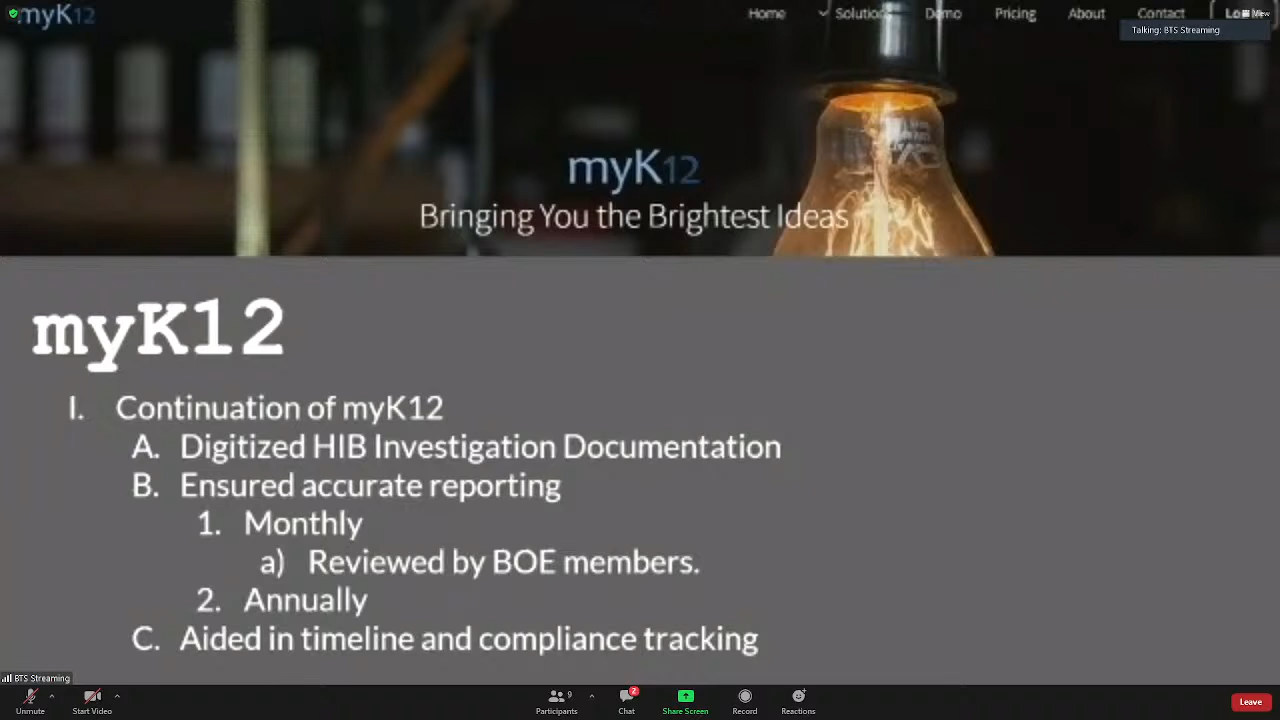 myK12
Home Solution Demo Pricing About Contact
View
Talking: BTS Streaming
myK12
Bringing You the Brightest Ideas
myK12
I. Continuation of myK12
A. Digitized HIB Investigation Documentation
B. Ensured accurate reporting
1. Monthly
a) Reviewed by BOE members.
2. Annually
C. Aided in timeline and compliance tracking
BTS Streaming
Unmute Start Video 9 Participants 2 Chat Share Screen Record Reactions Leave